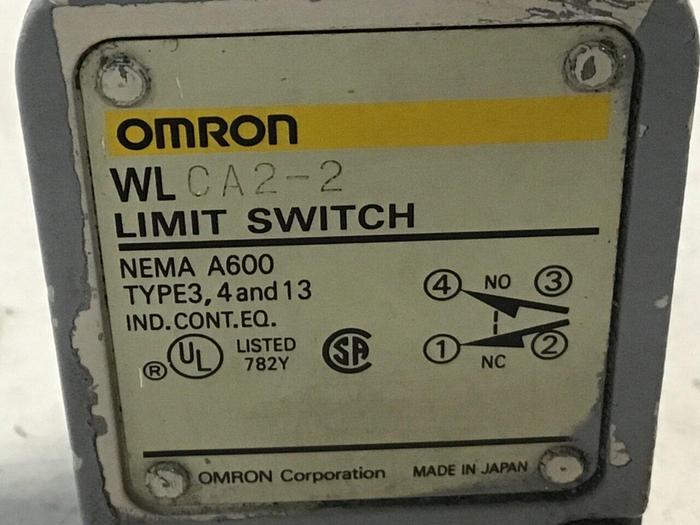 OMRON
WL CA2-2
LIMIT SWITCH
NEMA A600
TYPE3, 4 and 13
IND. CONT. EQ.
® UL LISTED
782Y
SA
4 NO 3
1 NC 2
OMRON Corporation MADE IN JAPAN